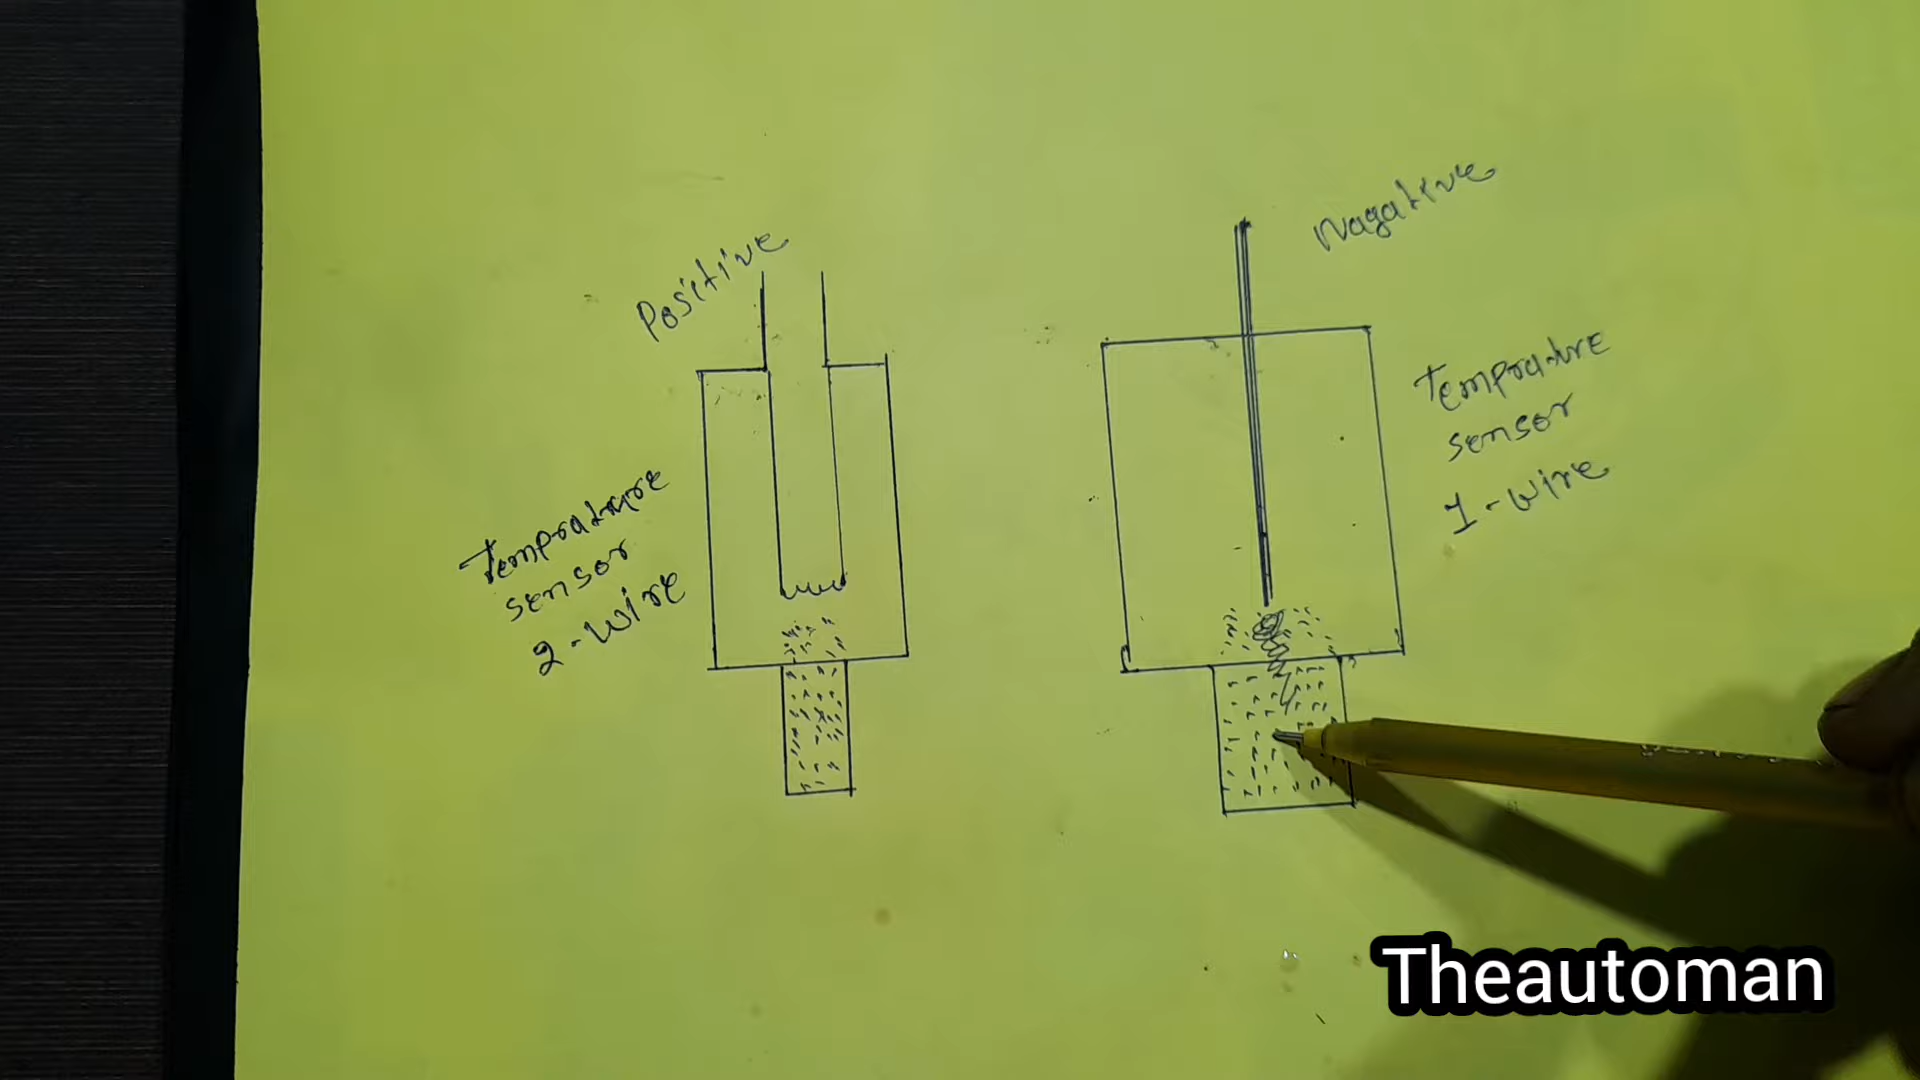 Positive
Temprature
sensor
2-wire
Nagative
Temprature
sensor
1-wire
Theautoman